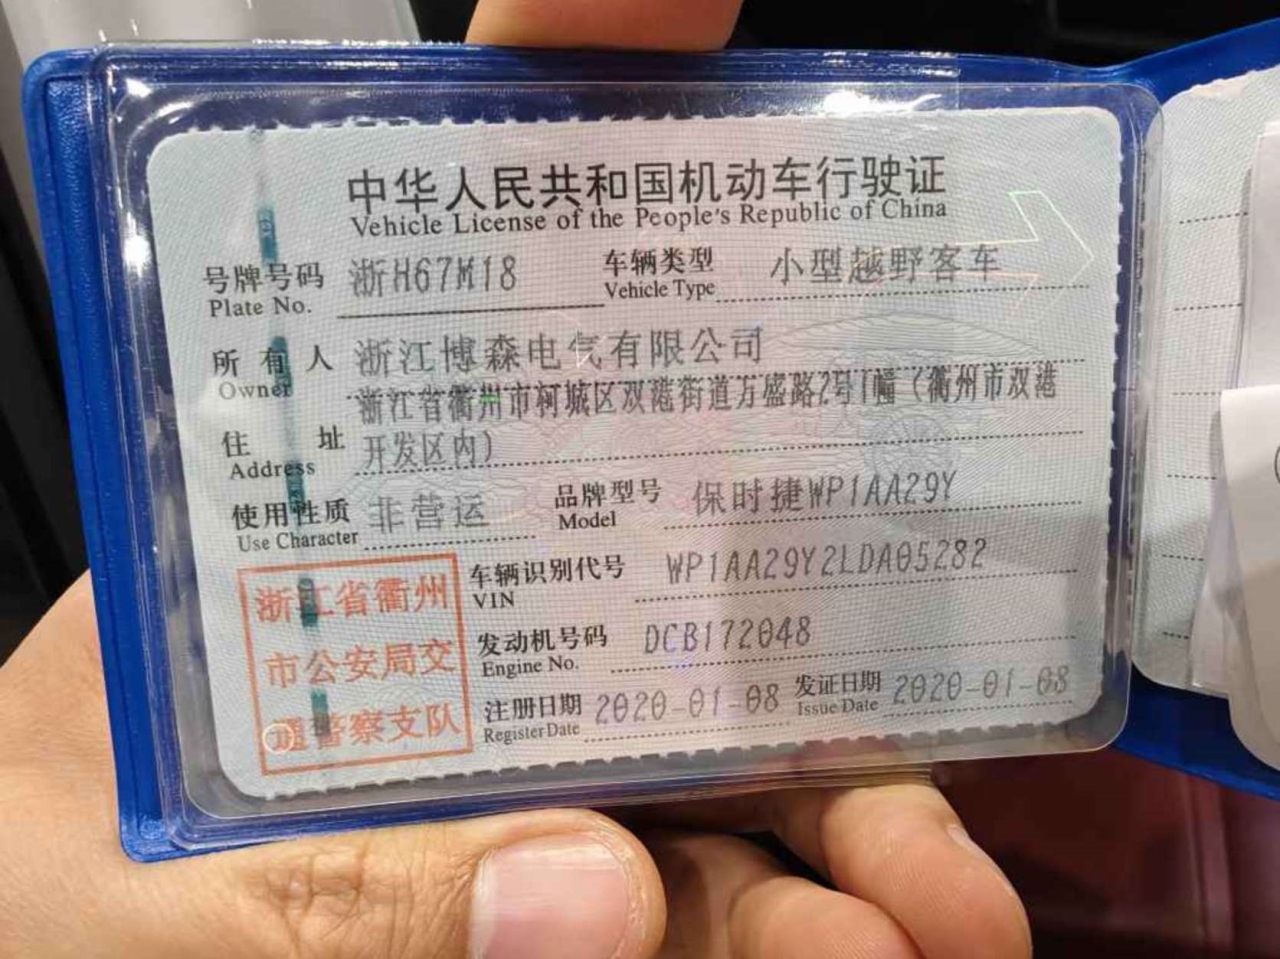 中华人民共和国机动车行驶证
Vehicle License of the People's Republic of China
号牌号码 浙H67M18 车辆类型 小型越野客车
Plate No. Vehicle Type
所有人 浙江博森电气有限公司
Owner
浙江省衢州市柯城区双港街道万盛路2号1幢（衢州市双港
住址 开发区内）
Address
使用性质 非营运 品牌型号 保时捷WP1AA29Y
Use Character Model
车辆识别代号 WP1AA29Y2LDA05282
VIN
发动机号码 DCB172048
Engine No.
注册日期 2020-01-08 发证日期 2020-01-08
Register Date Issue Date
浙江省衢州
市公安局交
通警察支队